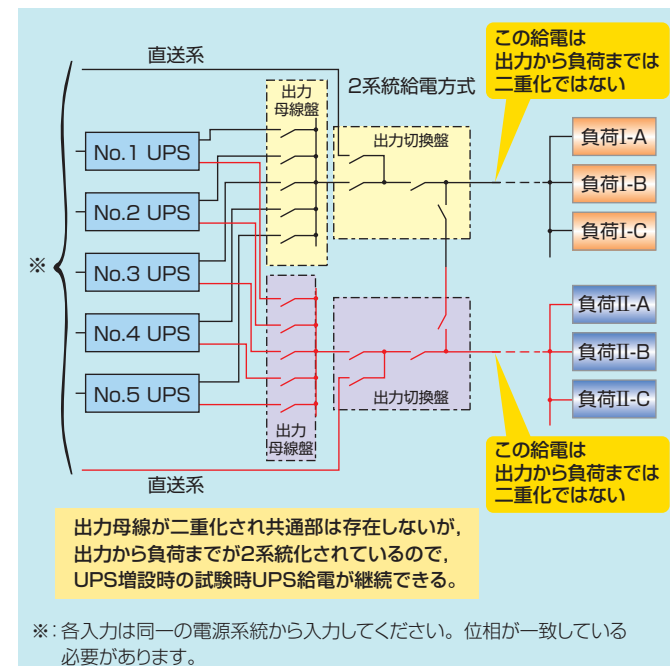 直送系
出力
母線盤
2系統給電方式
この給電は
出力から負荷までは
二重化ではない
出力切換盤
No.1 UPS
No.2 UPS
No.3 UPS
No.4 UPS
No.5 UPS
※
負荷I-A
負荷I-B
負荷I-C
負荷II-A
負荷II-B
負荷II-C
出力切換盤
出力
母線盤
直送系
この給電は
出力から負荷までは
二重化ではない
出力母線が二重化され共通部は存在しないが,
出力から負荷までが2系統化されているので,
UPS増設時の試験時UPS給電が継続できる。
※：各入力は同一の電源系統から入力してください。位相が一致している
必要があります。